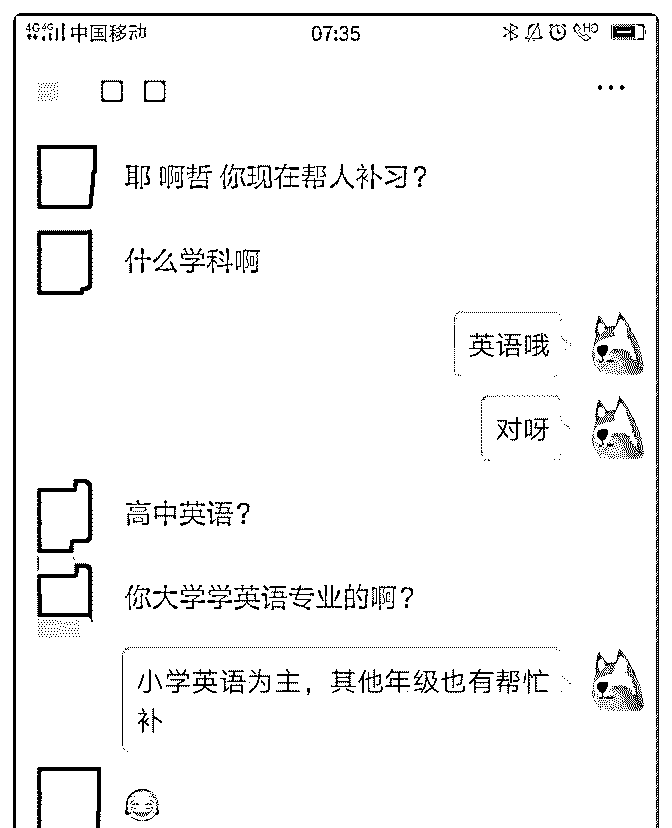 4G 4G 中国移动 07:35 HD
耶 啊哲 你现在帮人补习？
什么学科啊
英语哦
对呀
高中英语？
你大学学英语专业的啊？
小学英语为主，其他年级也有帮忙
补